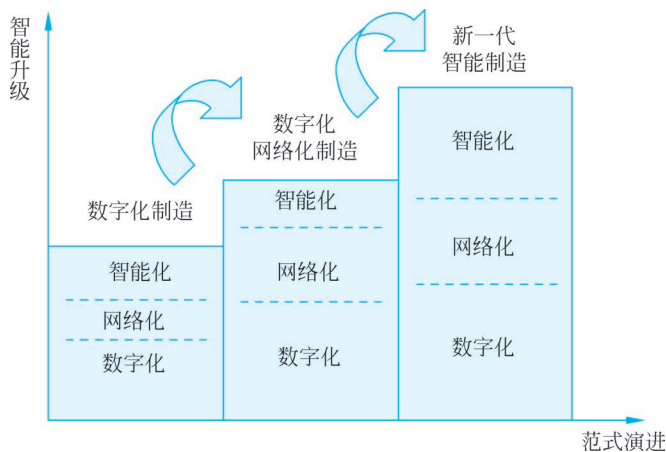 智能升级
新一代
智能制造
数字化
网络化制造
数字化制造
智能化
网络化
数字化
智能化
网络化
数字化
智能化
网络化
数字化
范式演进